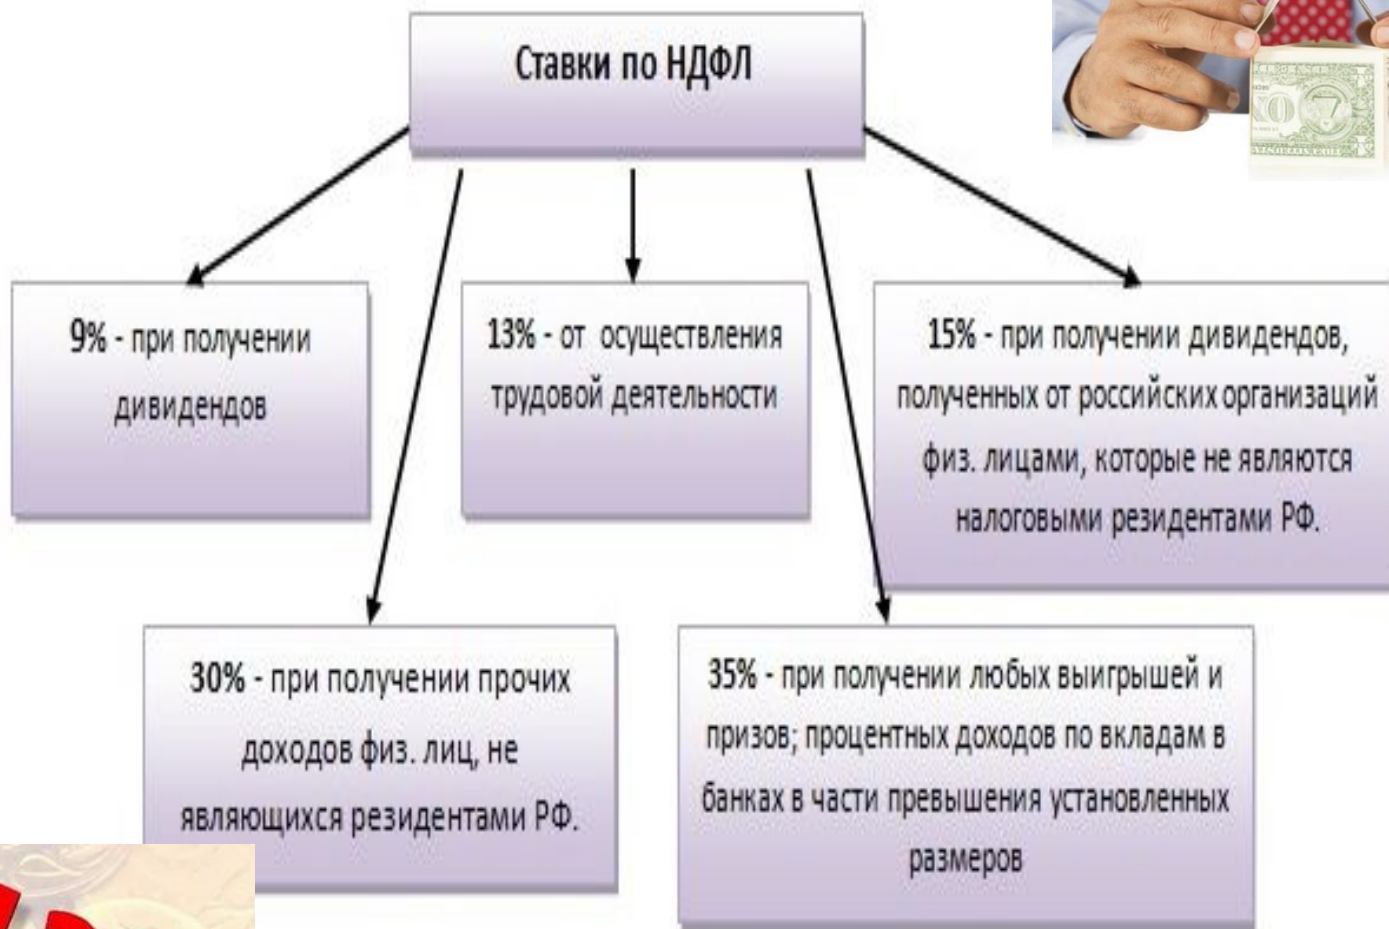 Ставки по НДФЛ
9% - при получении
дивидендов
13% - от осуществления
трудовой деятельности
15% - при получении дивидендов,
полученных от российских организаций
физ. лицами, которые не являются
налоговыми резидентами РФ.
30% - при получении прочих
доходов физ. лиц, не
являющихся резидентами РФ.
35% - при получении любых выигрышей и
призов; процентных доходов по вкладам в
банках в части превышения установленных
размеров